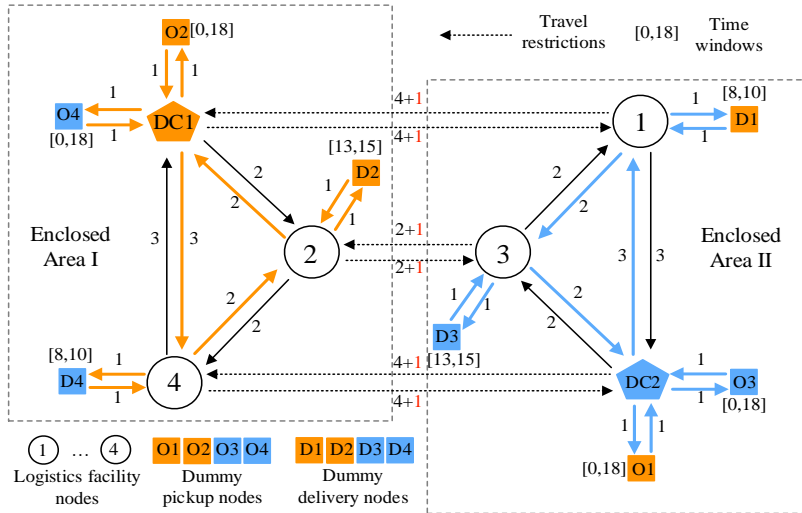 O2
[0,18]
Travel
restrictions
[0,18]
Time
windows
1
1
O4
1
DC1
1
[0,18]
4+1
4+1
1
1
[8,10]
D1
1
2
[13,15]
D2
1
1
2
2
2
Enclosed
Area I
3
3
2
2+1
2+1
3
3
3
Enclosed
Area II
2
2
1
1
D3
[13,15]
2
2
[8,10]
D4
1
1
4
4+1
4+1
DC2
1
1
O3
[0,18]
1
1
[0,18]
O1
1 … 4
Logistics facility
nodes
O1 O2 O3 O4
Dummy
pickup nodes
D1 D2 D3 D4
Dummy
delivery nodes